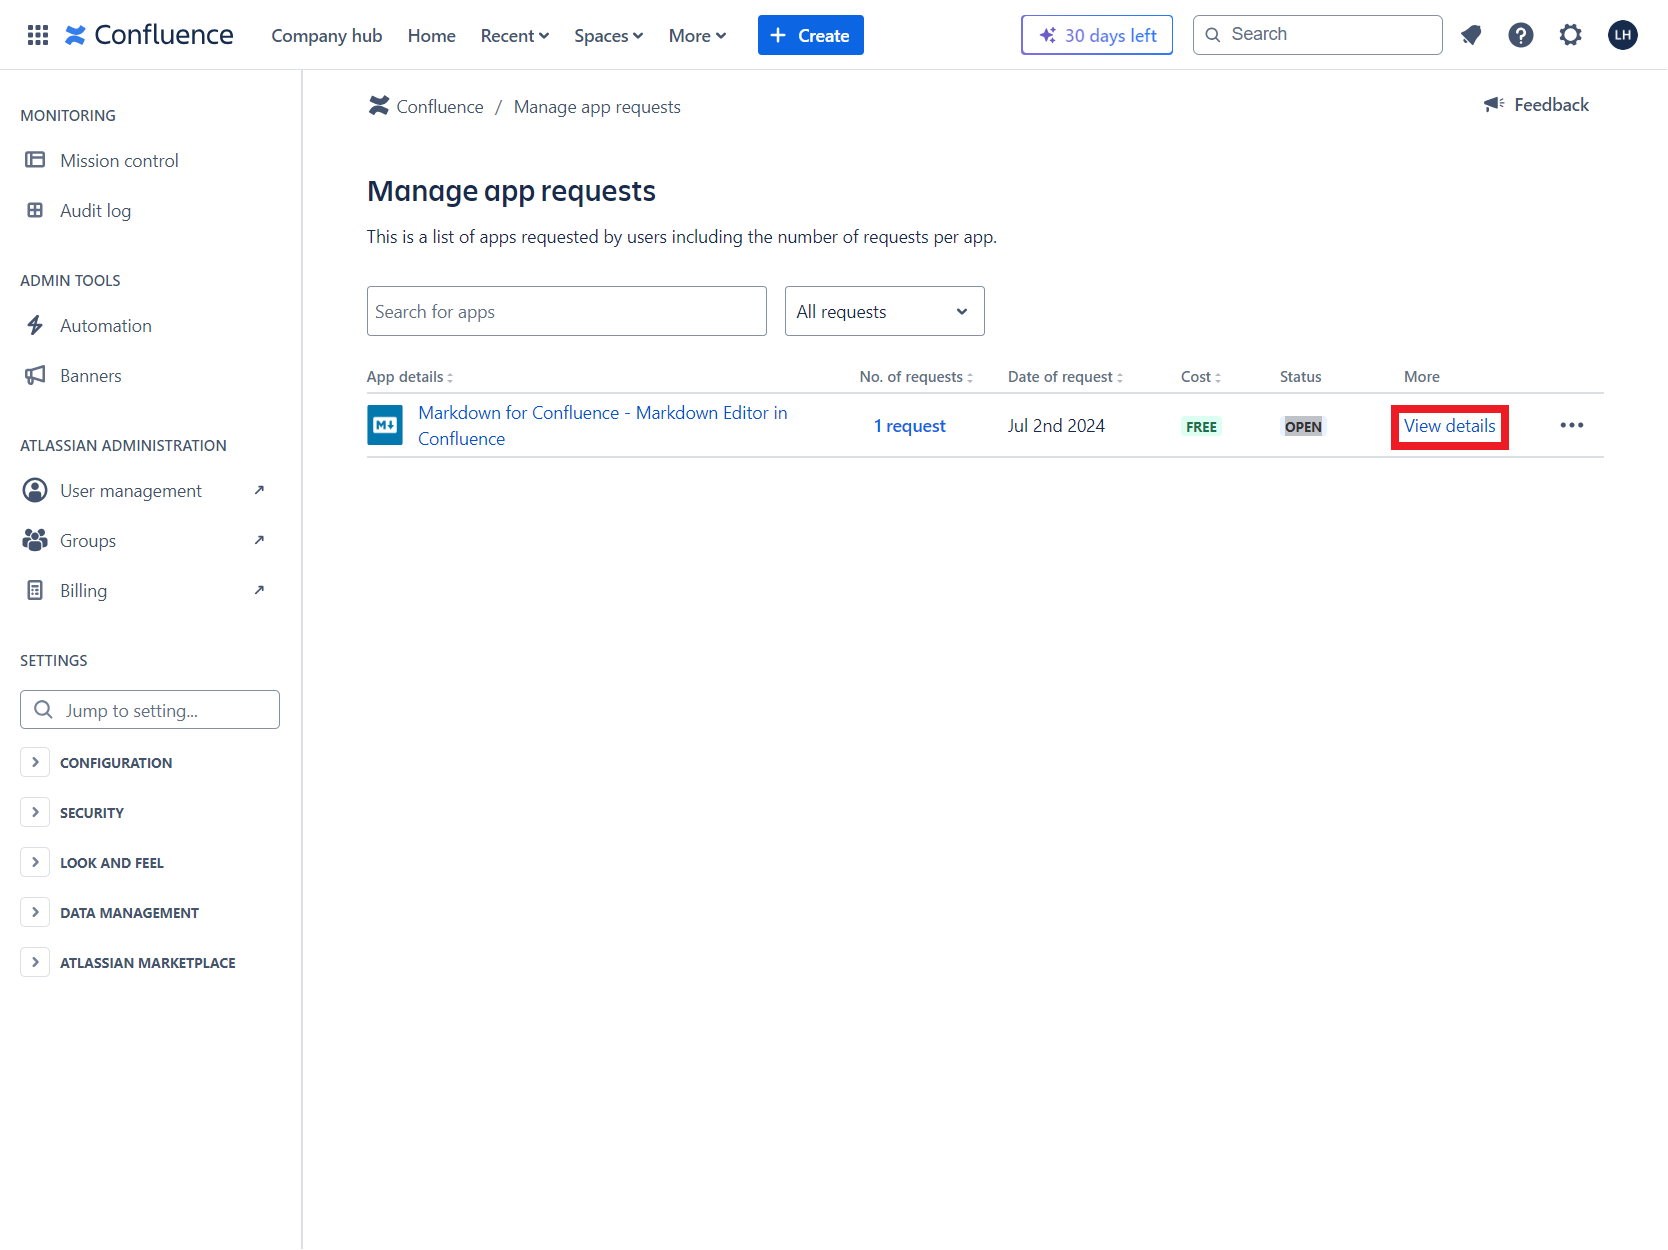 Confluence
Company hub
Home
Recent
Spaces
More
+ Create
30 days left
Search
LH
MONITORING
Mission control
Audit log
ADMIN TOOLS
Automation
Banners
ATLASSIAN ADMINISTRATION
User management
Groups
Billing
SETTINGS
Jump to setting...
CONFIGURATION
SECURITY
LOOK AND FEEL
DATA MANAGEMENT
ATLASSIAN MARKETPLACE
Confluence / Manage app requests
Feedback
Manage app requests
This is a list of apps requested by users including the number of requests per app.
Search for apps
All requests
App details No. of requests Date of request Cost Status More
M Markdown for Confluence - Markdown Editor in
Confluence
1 request Jul 2nd 2024 FREE OPEN View details